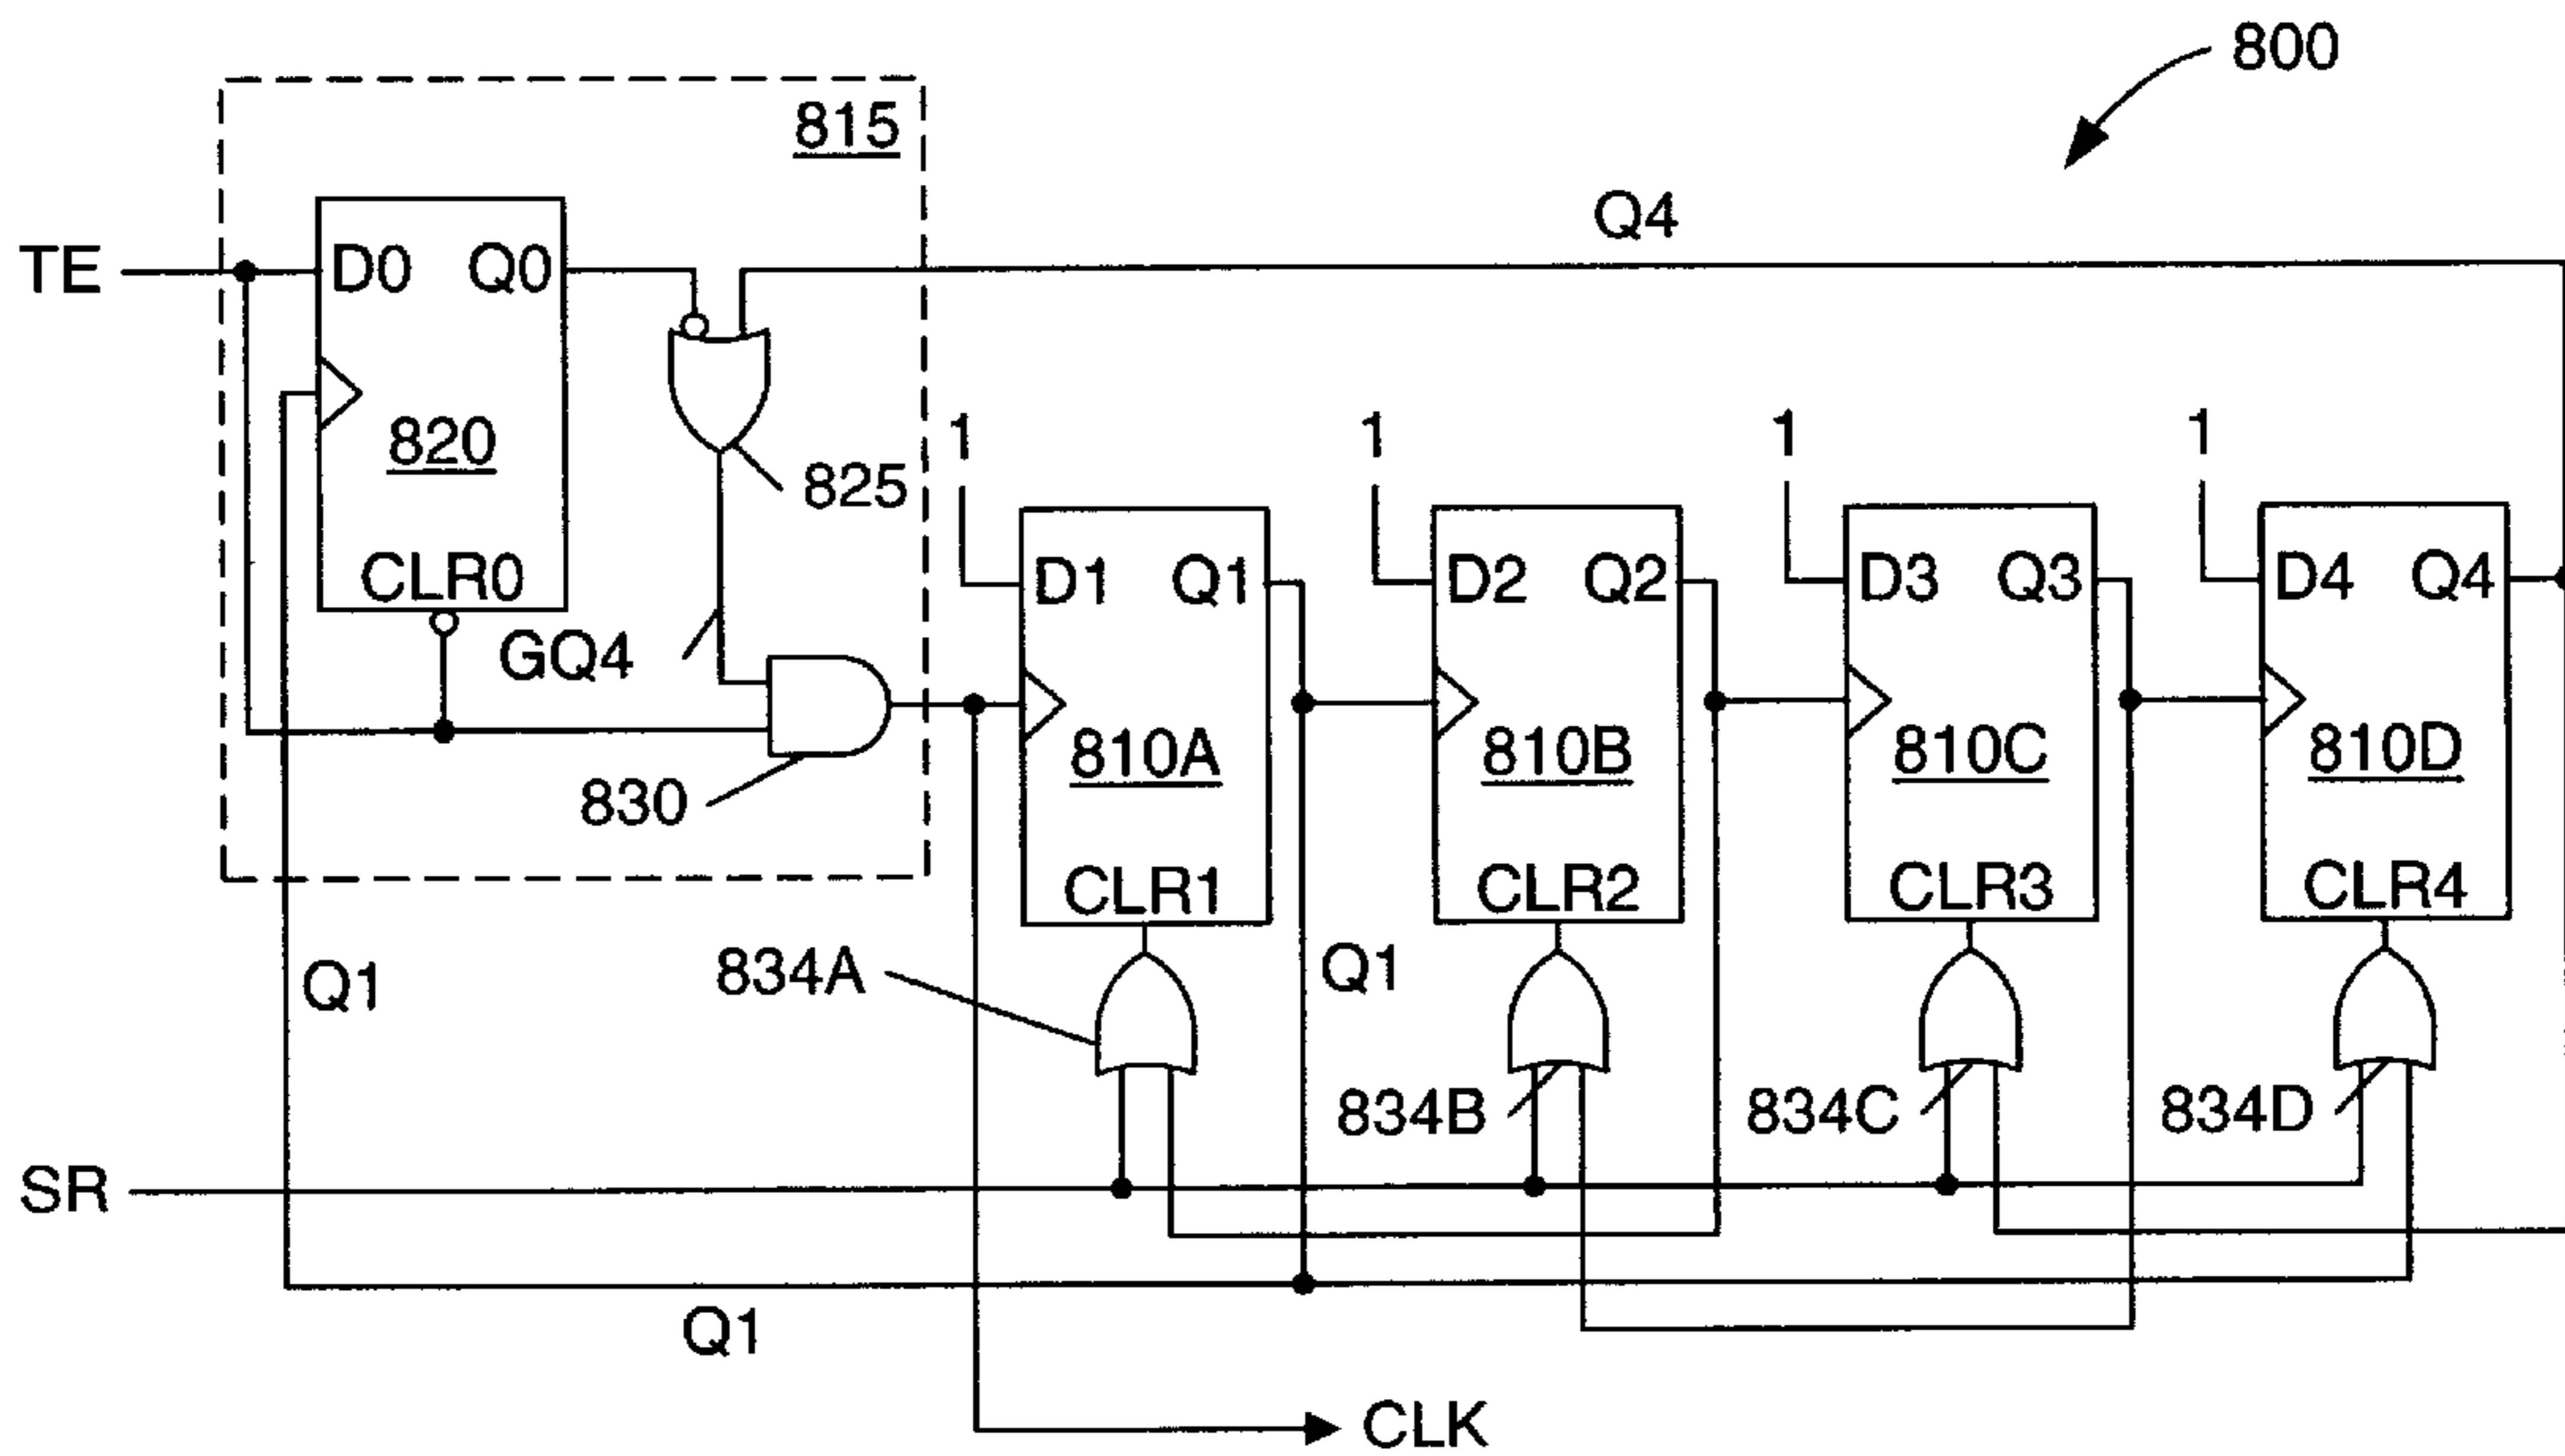 800
815
Q4
TE
D0 Q0
820
1 1 1 1
825
CLR0
D1 Q1
D2 Q2
D3 Q3
D4 Q4
GQ4
810A
810B
810C
810D
830
CLR1
CLR2
CLR3
CLR4
834A
Q1
Q1
834B
834C
834D
SR
Q1
CLK